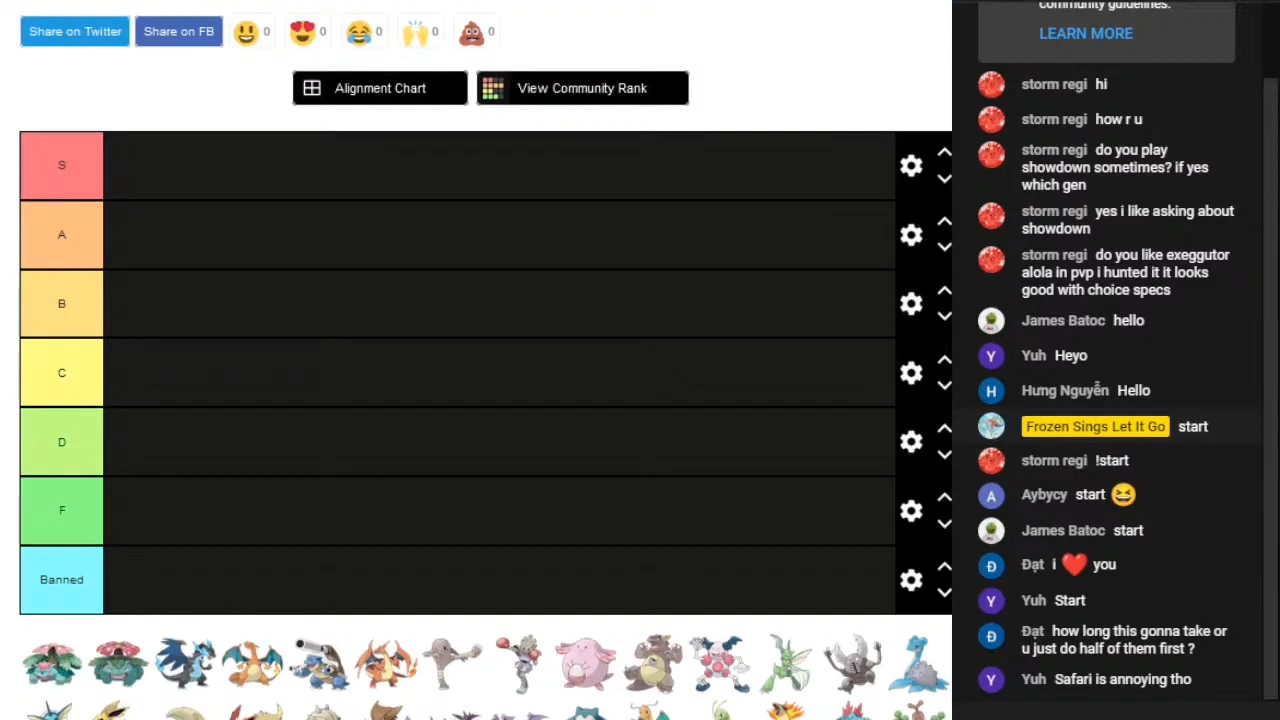 Share on Twitter
Share on FB
0
0
0
0
0
Alignment Chart
View Community Rank
S
A
B
C
D
F
Banned
community guidelines.
LEARN MORE
storm regi hi
storm regi how r u
storm regi do you play
showdown sometimes? if yes
which gen
storm regi yes i like asking about
showdown
storm regi do you like exeggutor
alola in pvp i hunted it it looks
good with choice specs
James Batoc hello
Y Yuh Heyo
H Hưng Nguyễn Hello
Frozen Sings Let It Go start
storm regi !start
A Aybycy start
James Batoc start
Đ Đạt i ❤️ you
Y Yuh Start
Đ Đạt how long this gonna take or
u just do half of them first ?
Y Yuh Safari is annoying tho